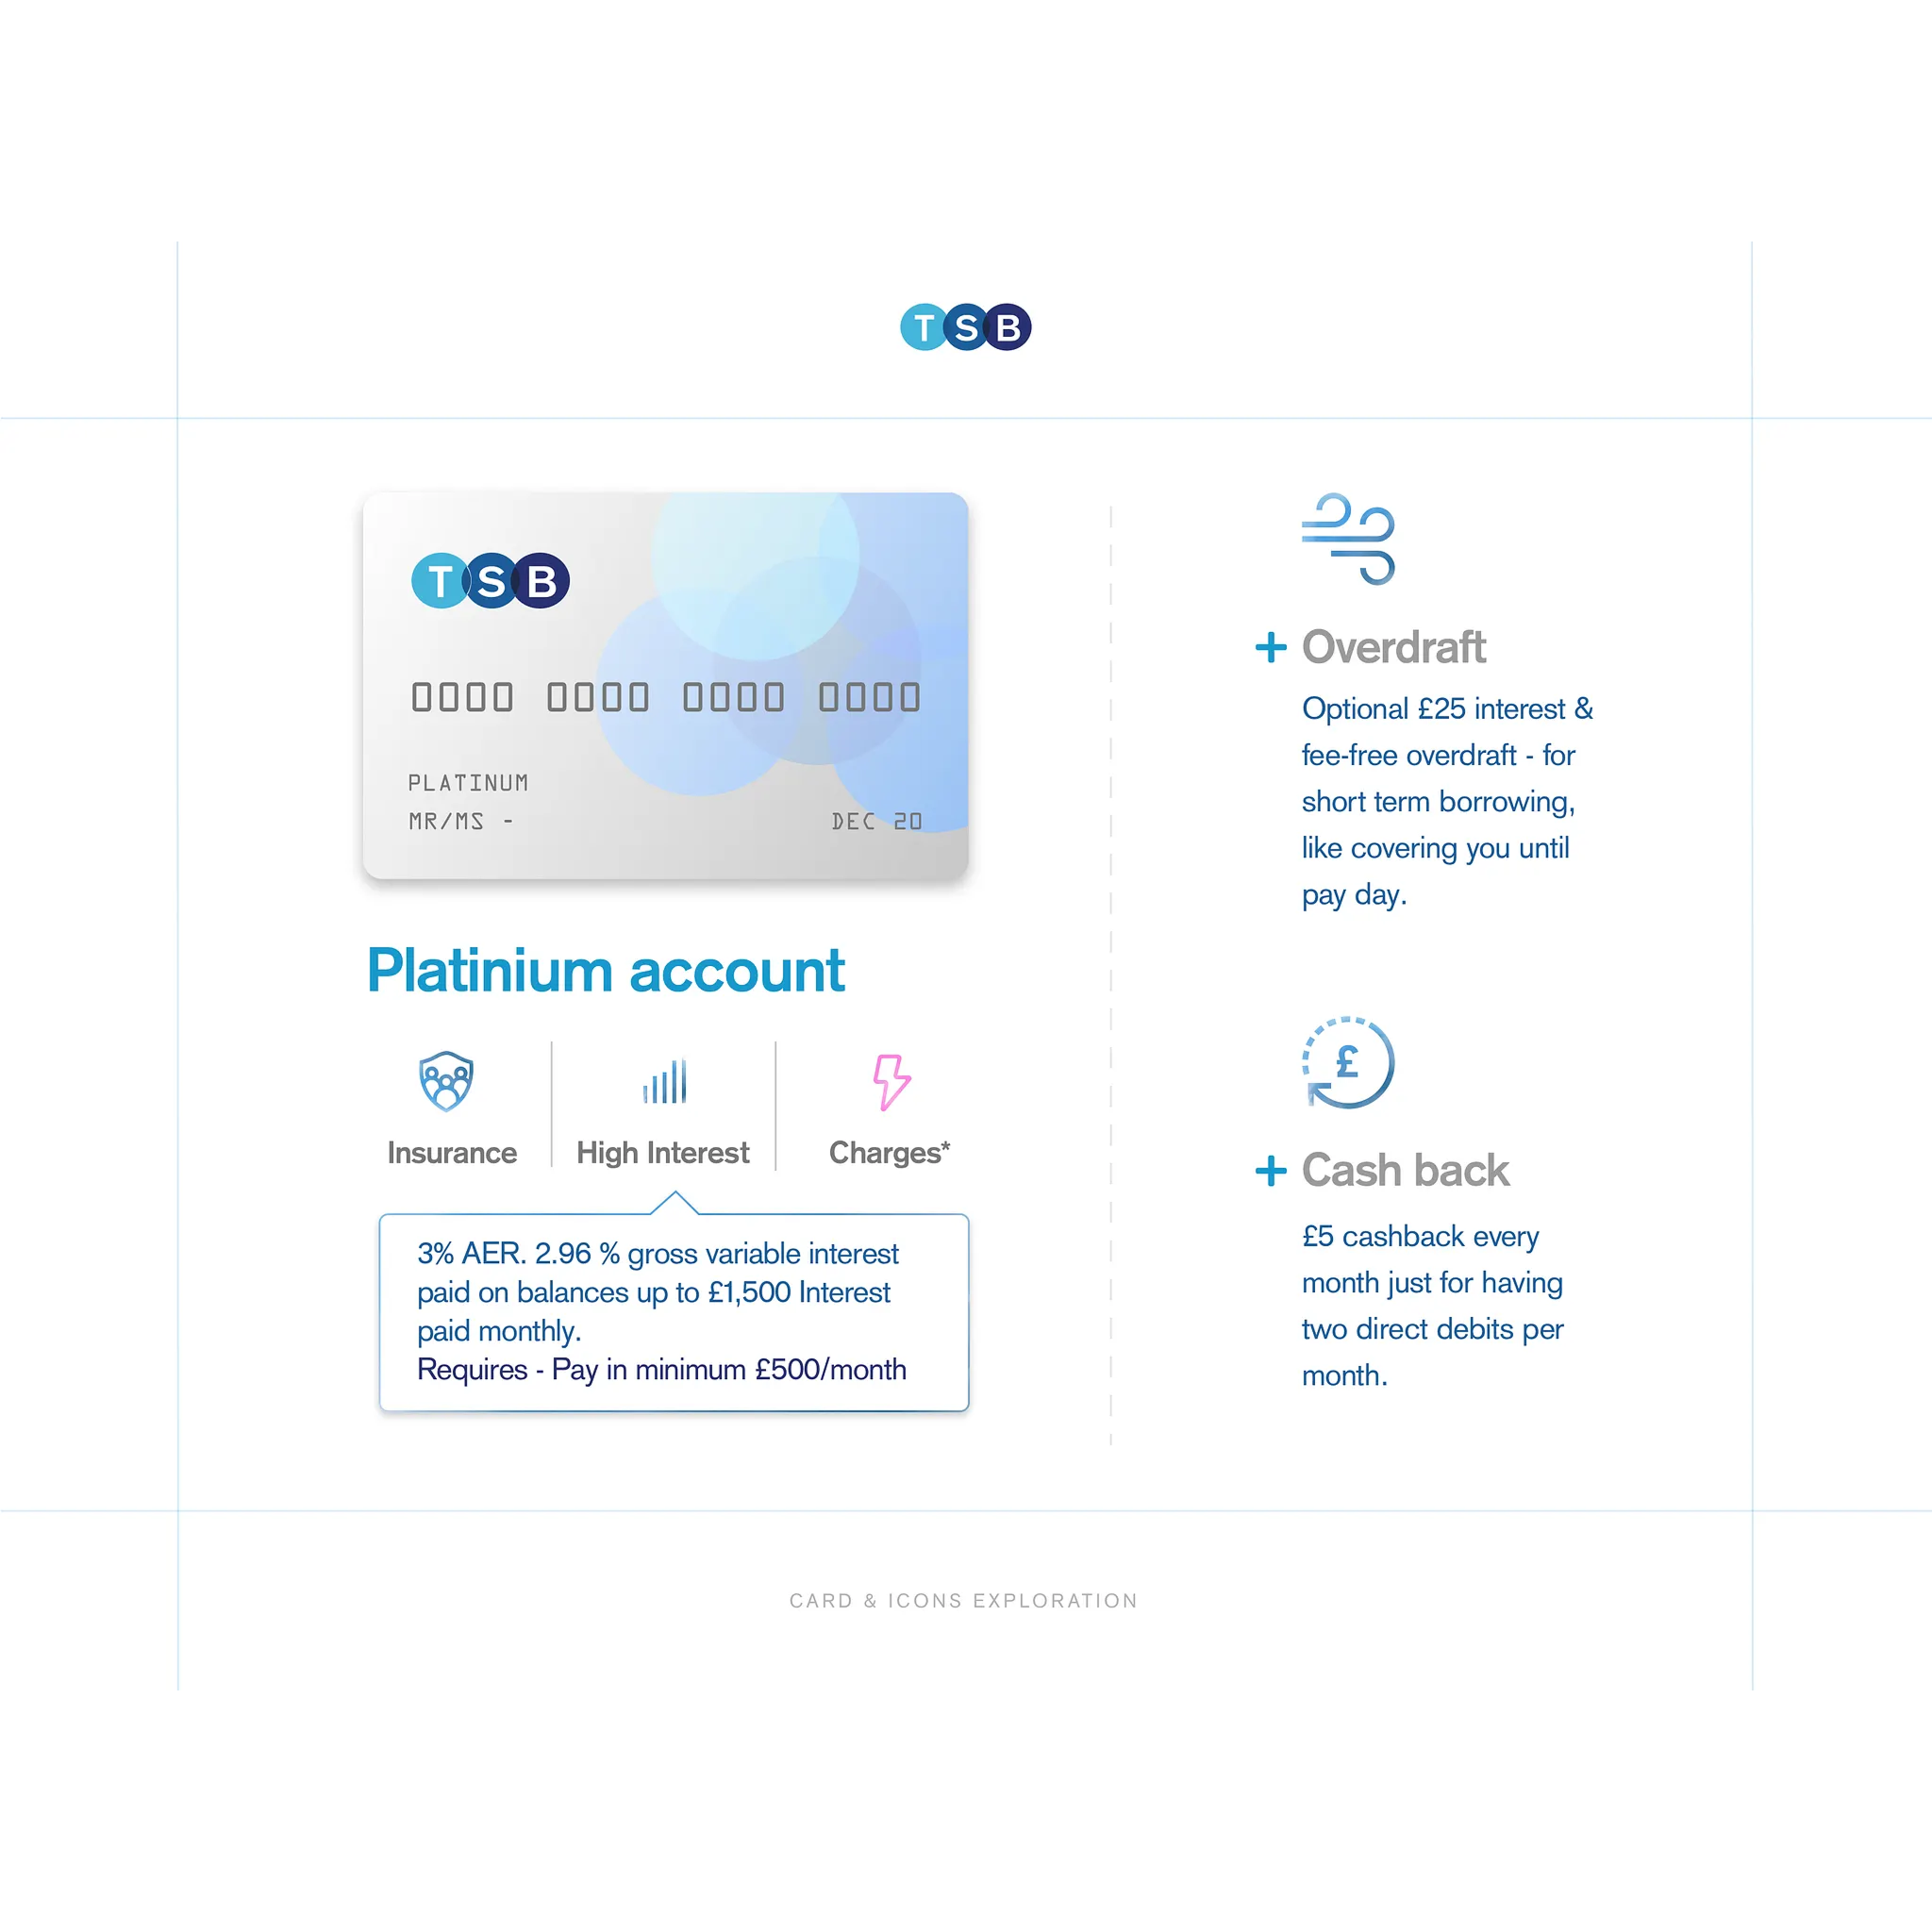 TSB
TSB
0000 0000 0000 0000
PLATINUM
MR/MS -
DEC 20
Platinium account
Insurance
High Interest
Charges*
3% AER. 2.96 % gross variable interest
paid on balances up to £1,500 Interest
paid monthly.
Requires - Pay in minimum £500/month
+ Overdraft
Optional £25 interest &
fee-free overdraft - for
short term borrowing,
like covering you until
pay day.
£
+ Cash back
£5 cashback every
month just for having
two direct debits per
month.
CARD & ICONS EXPLORATION